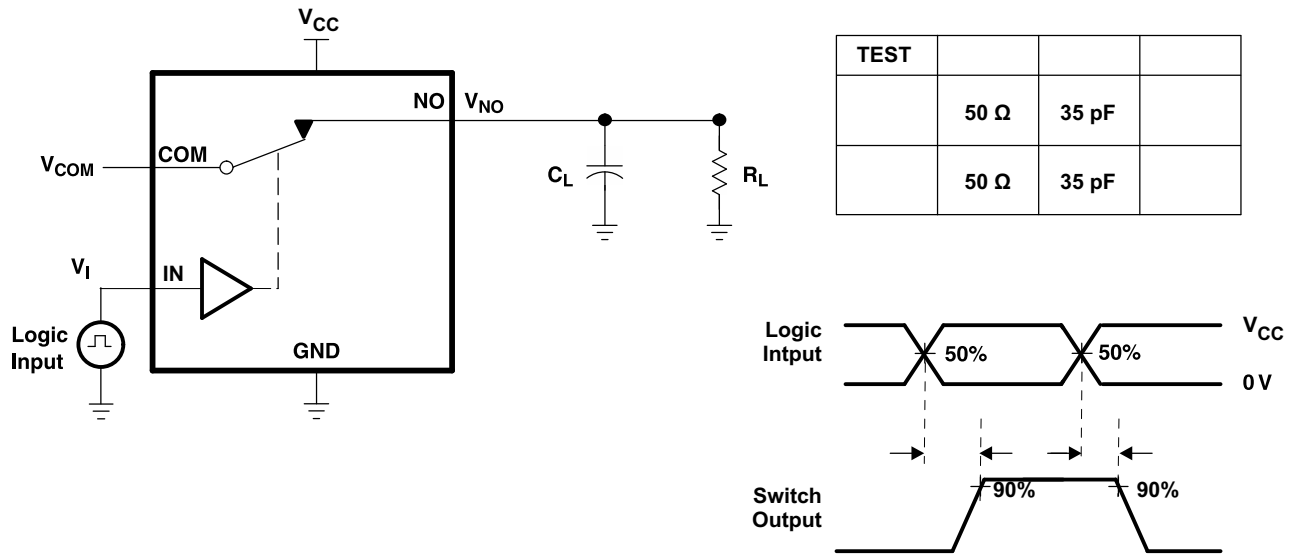 VCC
NO VNO
VCOM COM
CL RL
VI IN
Logic
Input
GND
TEST
50 Ω 35 pF
50 Ω 35 pF
Logic
Intput
50% 50%
VCC
0 V
Switch
Output
90% 90%